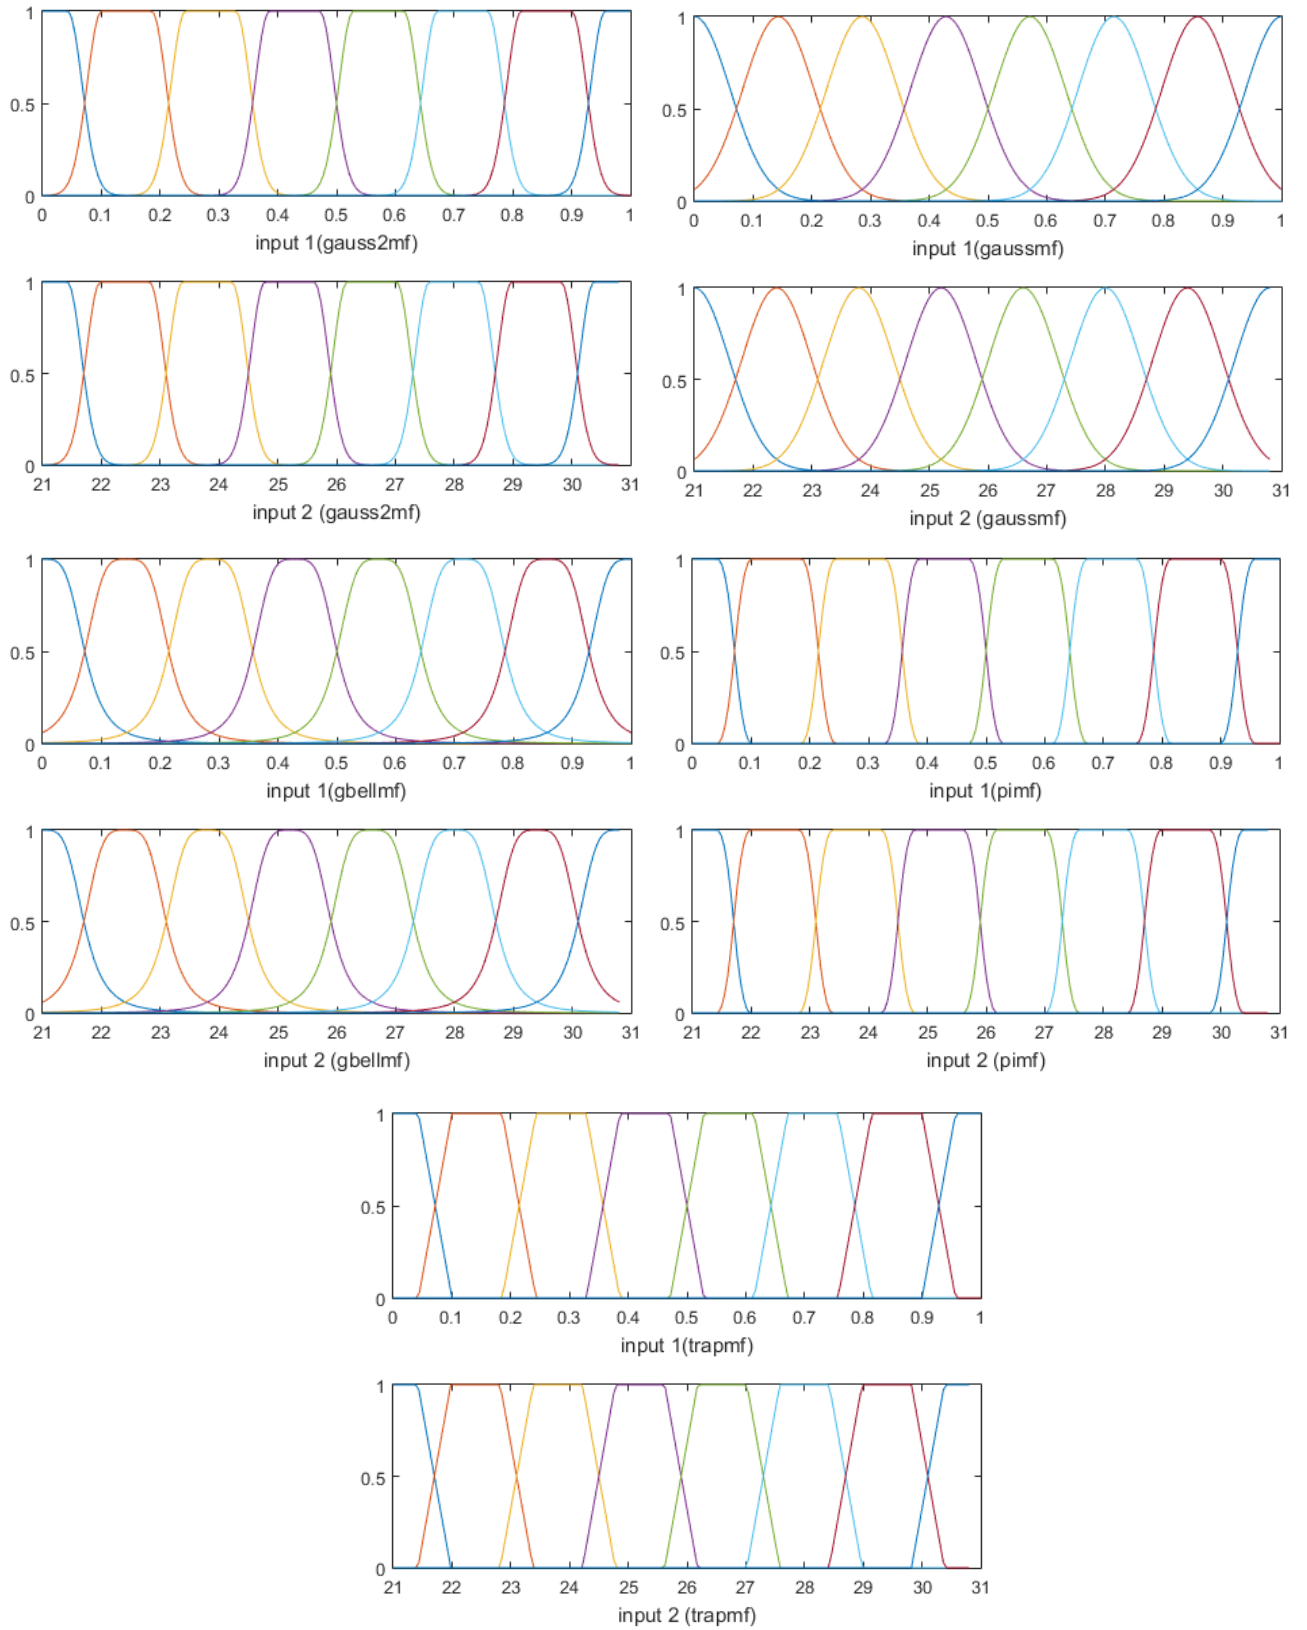 1
0.5
0
0 0.1 0.2 0.3 0.4 0.5 0.6 0.7 0.8 0.9 1
input 1(gauss2mf)
1
0.5
0
0 0.1 0.2 0.3 0.4 0.5 0.6 0.7 0.8 0.9 1
input 1(gaussmf)
1
0.5
0
21 22 23 24 25 26 27 28 29 30 31
input 2 (gauss2mf)
1
0.5
0
21 22 23 24 25 26 27 28 29 30 31
input 2 (gaussmf)
1
0.5
0
0 0.1 0.2 0.3 0.4 0.5 0.6 0.7 0.8 0.9 1
input 1(gbellmf)
1
0.5
0
0 0.1 0.2 0.3 0.4 0.5 0.6 0.7 0.8 0.9 1
input 1(pimf)
1
0.5
0
21 22 23 24 25 26 27 28 29 30 31
input 2 (gbellmf)
1
0.5
0
21 22 23 24 25 26 27 28 29 30 31
input 2 (pimf)
1
0.5
0
0 0.1 0.2 0.3 0.4 0.5 0.6 0.7 0.8 0.9 1
input 1(trapmf)
1
0.5
0
21 22 23 24 25 26 27 28 29 30 31
input 2 (trapmf)